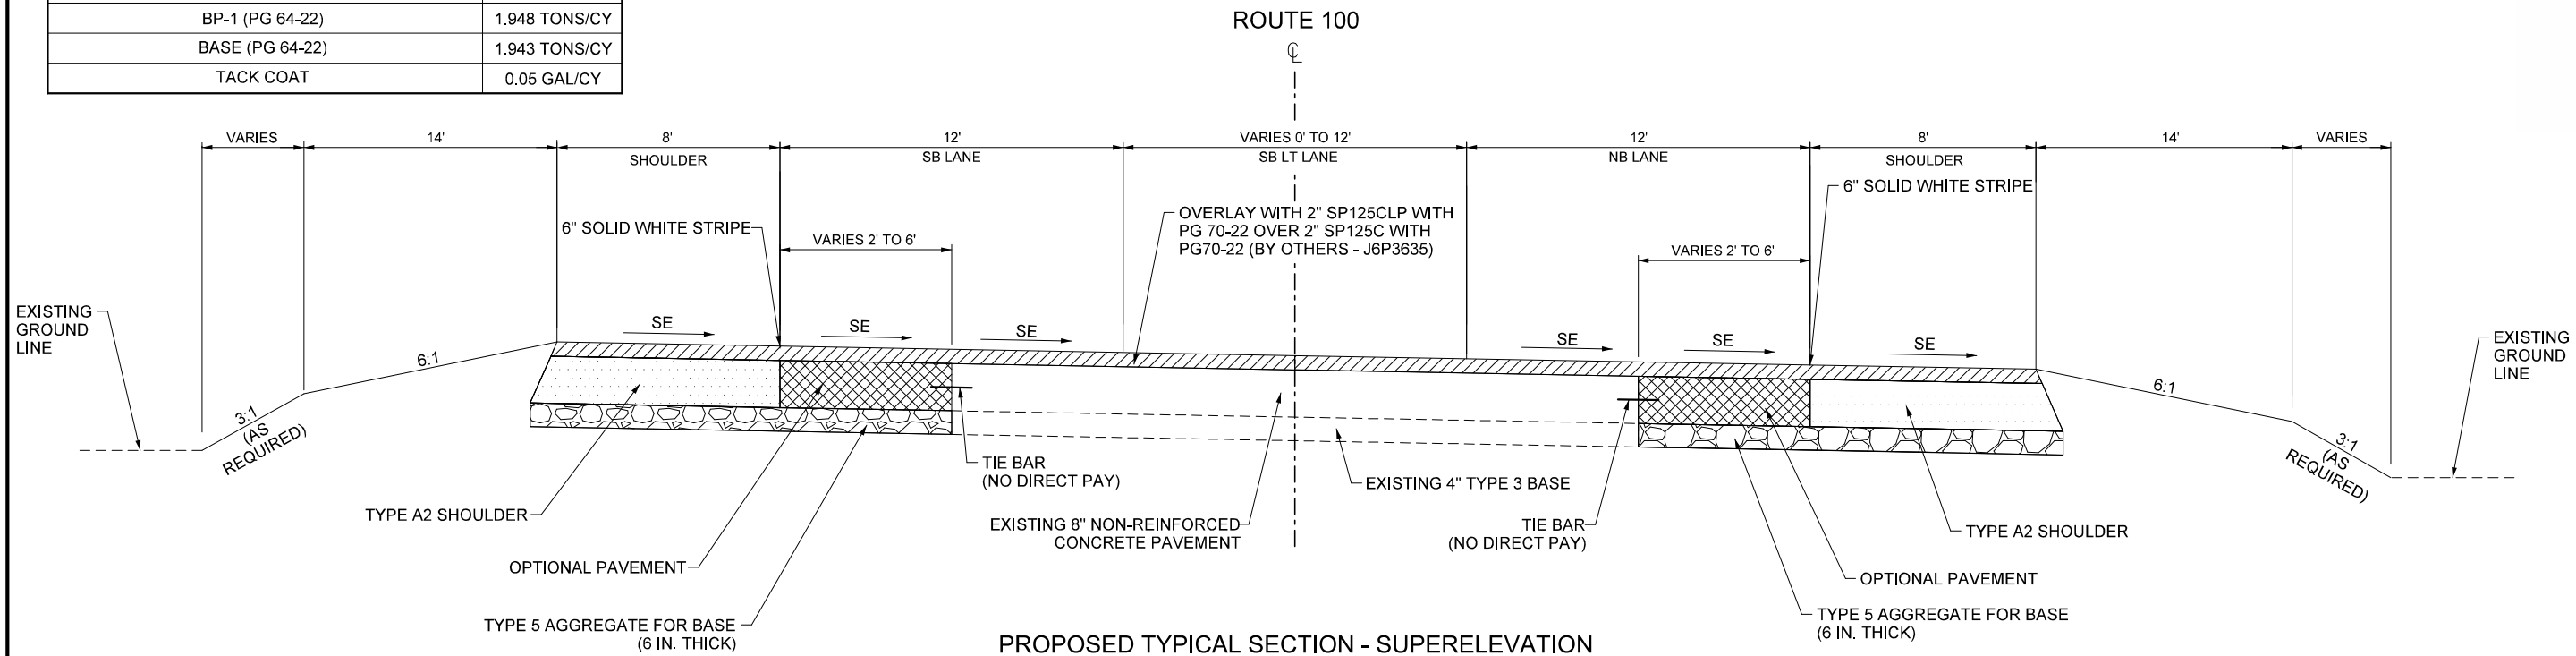 BP-1 (PG 64-22) 1.948 TONS/CY
BASE (PG 64-22) 1.943 TONS/CY
TACK COAT 0.05 GAL/CY
ROUTE 100
CL
VARIES 14' 8' 12' VARIES 0' TO 12' 12' 8' 14' VARIES
SHOULDER SB LANE SB LT LANE NB LANE SHOULDER
6" SOLID WHITE STRIPE
6" SOLID WHITE STRIPE
OVERLAY WITH 2" SP125CLP WITH
PG 70-22 OVER 2" SP125C WITH
PG70-22 (BY OTHERS - J6P3635)
VARIES 2' TO 6'
VARIES 2' TO 6'
EXISTING
GROUND
LINE
SE SE SE SE SE SE
EXISTING
GROUND
LINE
6:1
6:1
3:1
(AS
REQUIRED)
3:1
(AS
REQUIRED)
TIE BAR
(NO DIRECT PAY)
EXISTING 4" TYPE 3 BASE
TYPE A2 SHOULDER
EXISTING 8" NON-REINFORCED
CONCRETE PAVEMENT
TIE BAR
(NO DIRECT PAY)
TYPE A2 SHOULDER
OPTIONAL PAVEMENT
OPTIONAL PAVEMENT
TYPE 5 AGGREGATE FOR BASE
(6 IN. THICK)
TYPE 5 AGGREGATE FOR BASE
(6 IN. THICK)
PROPOSED TYPICAL SECTION - SUPERELEVATION